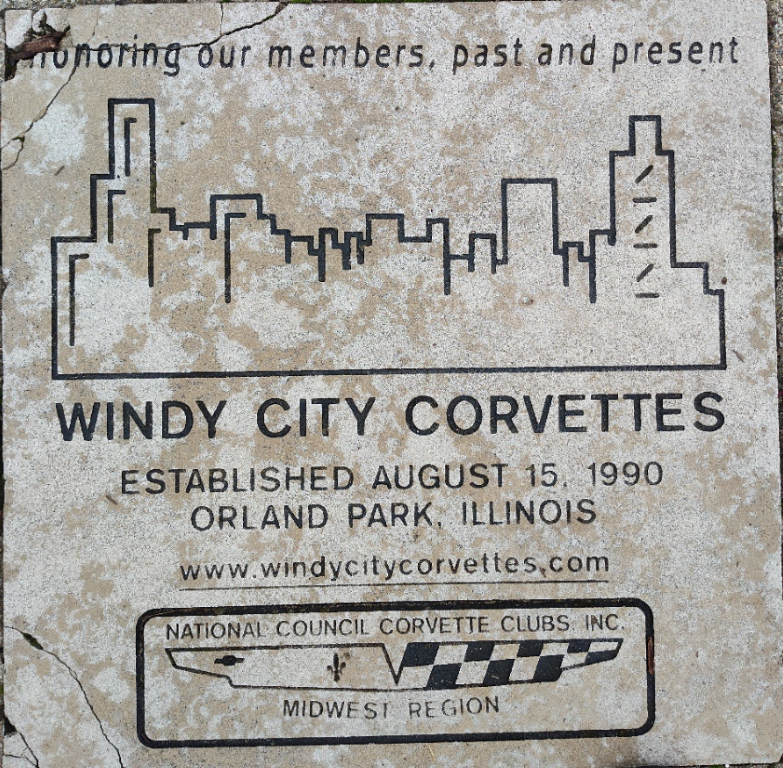 honoring our members, past and present
WINDY CITY CORVETTES
ESTABLISHED AUGUST 15, 1990
ORLAND PARK, ILLINOIS
www.windycitycorvettes.com
NATIONAL COUNCIL CORVETTE CLUBS, INC.
MIDWEST REGION